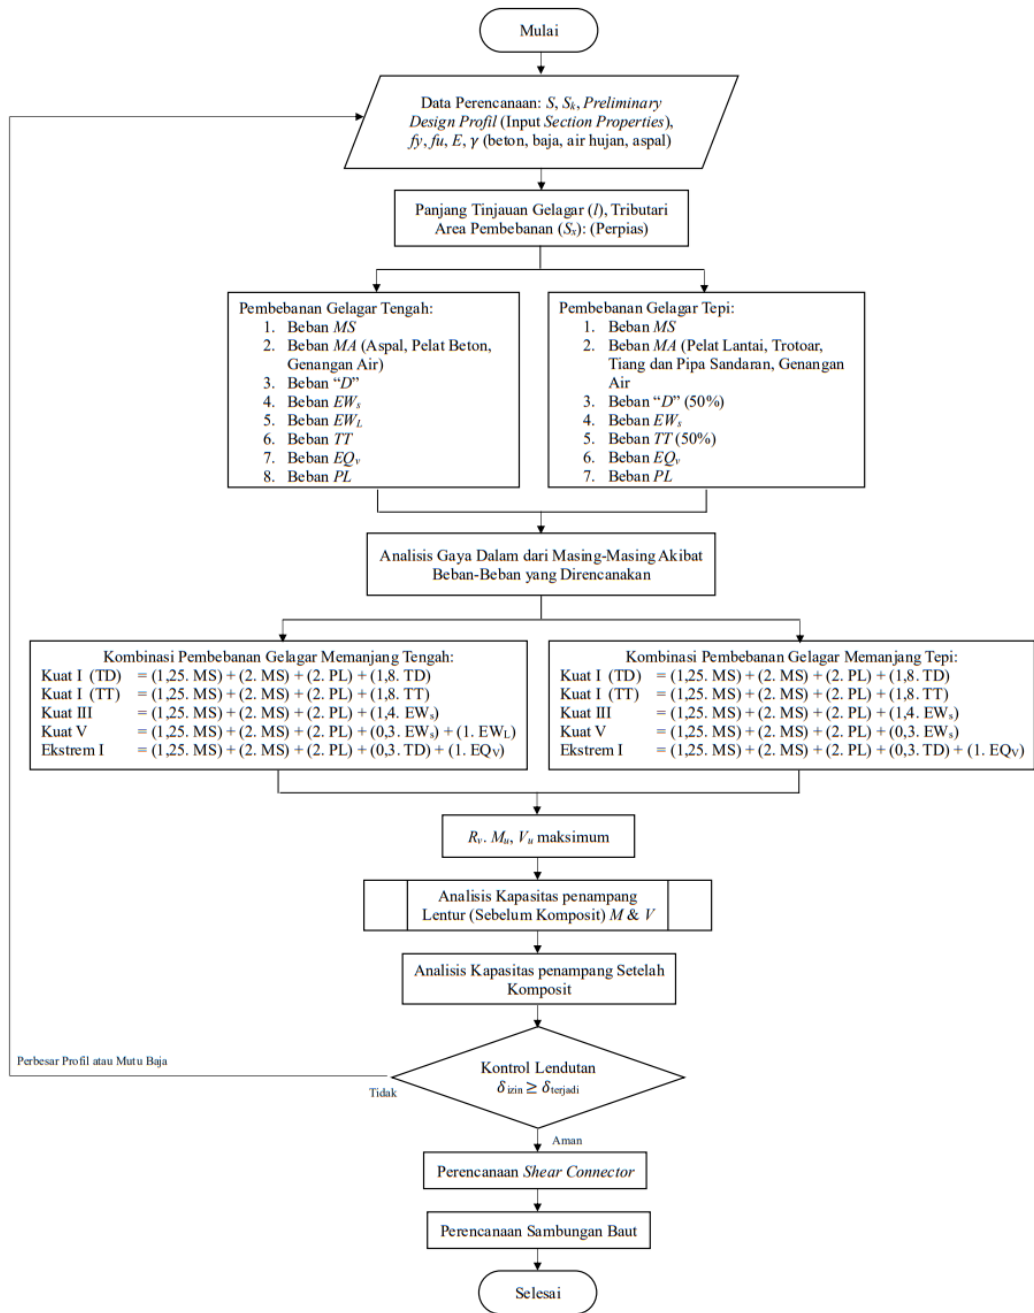 Mulai
Data Perencanaan: S, Sk, Preliminary
Design Profil (Input Section Properties),
fy, fu, E, γ (beton, baja, air hujan, aspal)
Panjang Tinjauan Gelagar (l), Tributari
Area Pembebanan (Sx): (Perpias)
Pembebanan Gelagar Tengah:
1. Beban MS
2. Beban MA (Aspal, Pelat Beton,
Genangan Air)
3. Beban “D”
4. Beban EWs
5. Beban EWL
6. Beban TT
7. Beban EQv
8. Beban PL
Pembebanan Gelagar Tepi:
1. Beban MS
2. Beban MA (Pelat Lantai, Trotoar,
Tiang dan Pipa Sandaran, Genangan
Air
3. Beban “D” (50%)
4. Beban EWs
5. Beban TT (50%)
6. Beban EQv
7. Beban PL
Analisis Gaya Dalam dari Masing-Masing Akibat
Beban-Beban yang Direncanakan
Kombinasi Pembebanan Gelagar Memanjang Tengah:
Kuat I (TD) = (1,25. MS) + (2. MS) + (2. PL) + (1,8. TD)
Kuat I (TT) = (1,25. MS) + (2. MS) + (2. PL) + (1,8. TT)
Kuat III = (1,25. MS) + (2. MS) + (2. PL) + (1,4. EWs)
Kuat V = (1,25. MS) + (2. MS) + (2. PL) + (0,3. EWs) + (1. EWL)
Ekstrem I = (1,25. MS) + (2. MS) + (2. PL) + (0,3. TD) + (1. EQV)
Kombinasi Pembebanan Gelagar Memanjang Tepi:
Kuat I (TD) = (1,25. MS) + (2. MS) + (2. PL) + (1,8. TD)
Kuat I (TT) = (1,25. MS) + (2. MS) + (2. PL) + (1,8. TT)
Kuat III = (1,25. MS) + (2. MS) + (2. PL) + (1,4. EWs)
Kuat V = (1,25. MS) + (2. MS) + (2. PL) + (0,3. EWs)
Ekstrem I = (1,25. MS) + (2. MS) + (2. PL) + (0,3. TD) + (1. EQV)
Rv. Mu, Vu maksimum
Analisis Kapasitas penampang
Lentur (Sebelum Komposit) M & V
Analisis Kapasitas penampang Setelah
Komposit
Kontrol Lendutan
δ izin ≥ δterjadi
Perbesar Profil atau Mutu Baja
Tidak
Aman
Perencanaan Shear Connector
Perencanaan Sambungan Baut
Selesai